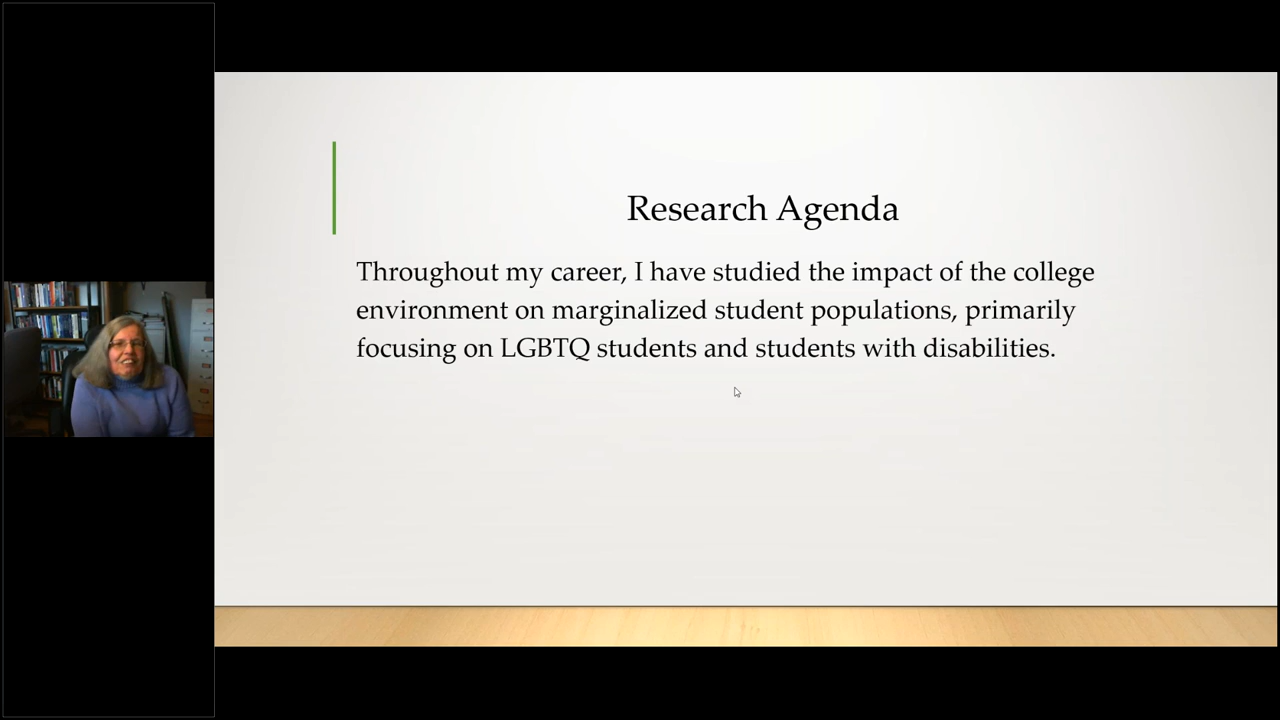 Research Agenda
Throughout my career, I have studied the impact of the college
environment on marginalized student populations, primarily
focusing on LGBTQ students and students with disabilities.